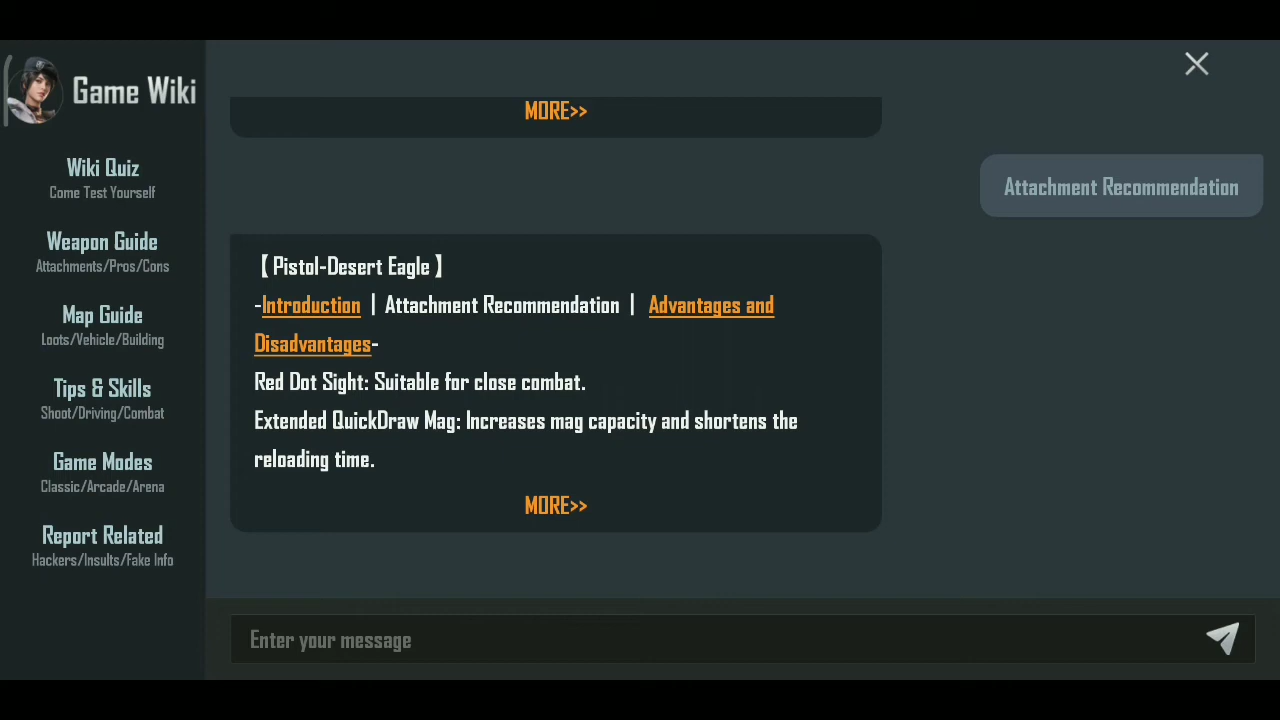 Game Wiki
Wiki Quiz
Come Test Yourself
Weapon Guide
Attachments/Pros/Cons
Map Guide
Loots/Vehicle/Building
Tips & Skills
Shoot/Driving/Combat
Game Modes
Classic/Arcade/Arena
Report Related
Hackers/Insults/Fake Info
MORE>>
Attachment Recommendation
【Pistol-Desert Eagle】
-Introduction | Attachment Recommendation | Advantages and
Disadvantages-
Red Dot Sight: Suitable for close combat.
Extended QuickDraw Mag: Increases mag capacity and shortens the
reloading time.
MORE>>
Enter your message